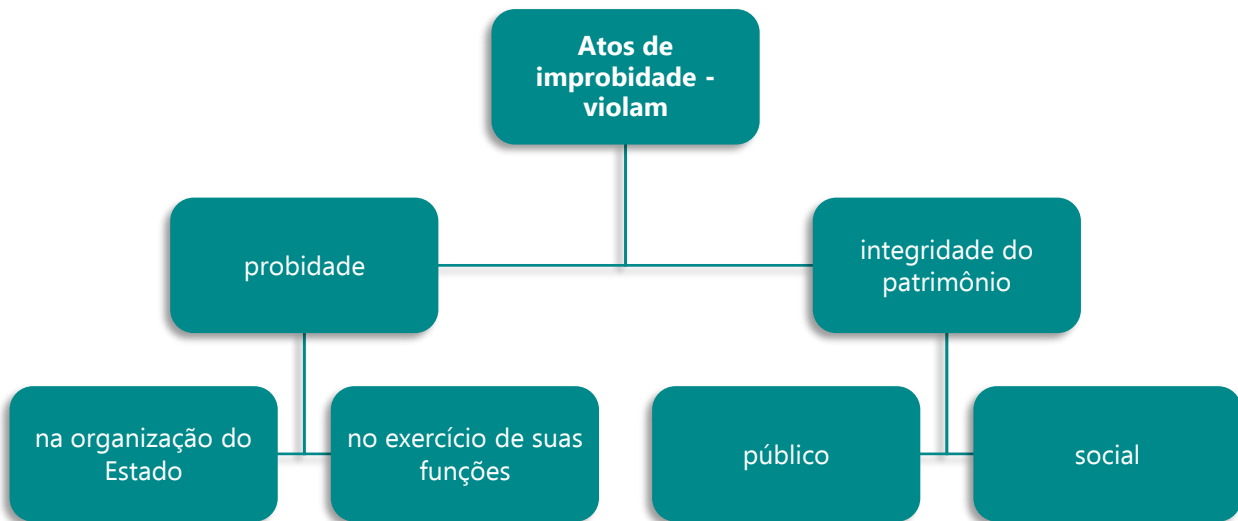 Atos de
improbidade -
violam
probidade
integridade do
patrimônio
na organização do
Estado
no exercício de suas
funções
público
social